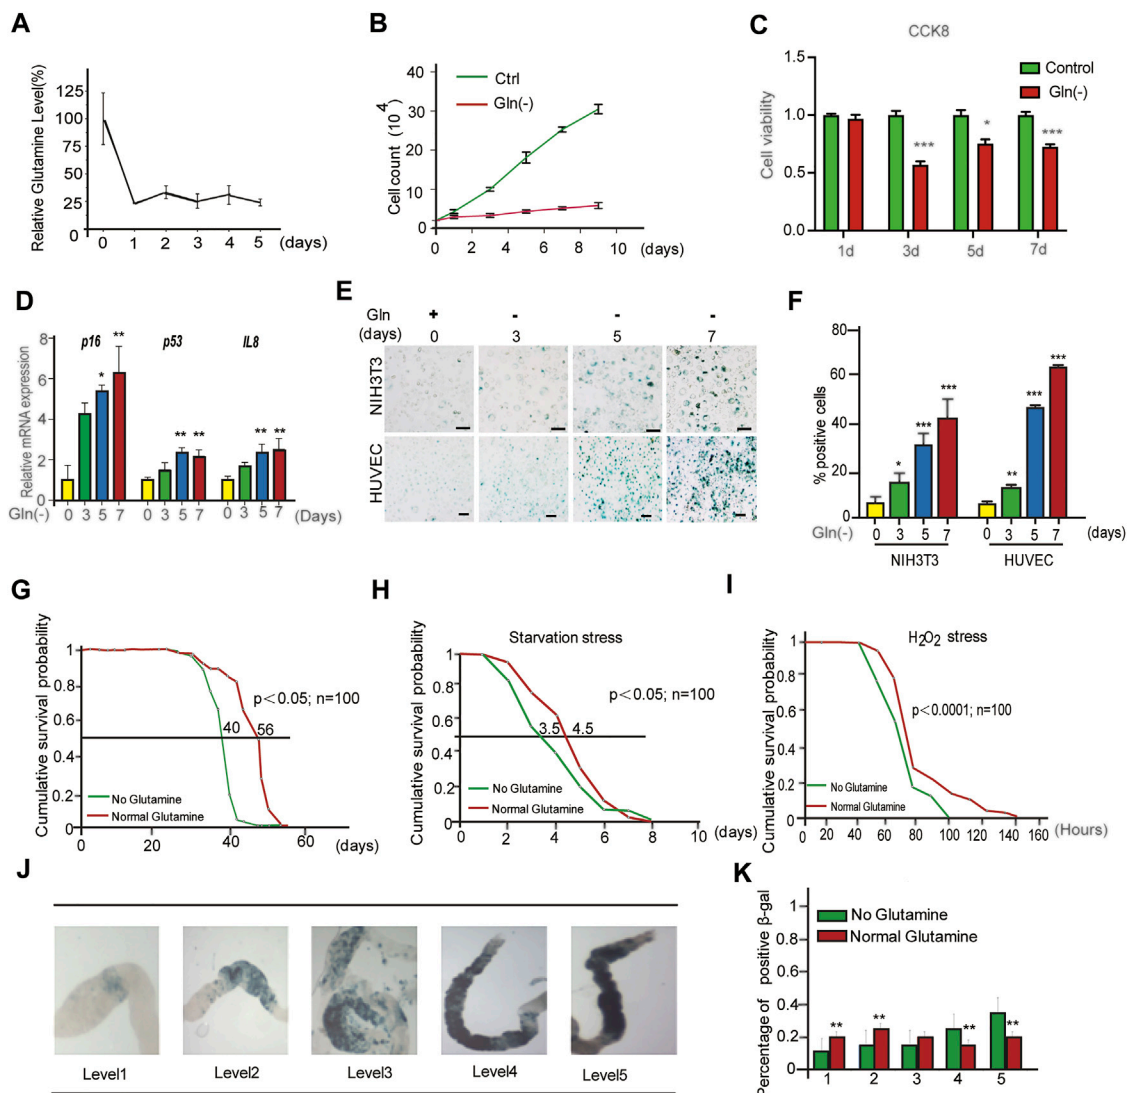 A
Relative Glutamine Level(%)
125
100
75
50
25
0
0 1 2 3 4 5 (days)
B
Cell count (10 4)
40
30
20
10
0
Ctrl
Gln(-)
0 2 4 6 8 10 (days)
C
CCK8
Cell viability
1.5
1.0
0.5
0.0
Control
Gln(-)
***
*
***
1d 3d 5d 7d
D
Relative mRNA expression
8
6
4
2
0
p16 p53 IL8
* ** ** ** ** **
Gln(-) 0 3 5 7 0 3 5 7 0 3 5 7 (Days)
E
Gln + - - -
(days) 0 3 5 7
NIH3T3
HUVEC
F
% positive cells
80
60
40
20
0
* *** *** ** *** ***
Gln(-) 0 3 5 7 0 3 5 7 (days)
NIH3T3 HUVEC
G
Cumulative survival probability
1
0.8
0.6
0.4
0.2
0
p<0.05; n=100
40 56
No Glutamine
Normal Glutamine
0 20 40 60 (days)
H
Starvation stress
Cumulative survival probability
1
0.8
0.6
0.4
0.2
0
p<0.05; n=100
3.5 4.5
No Glutamine
Normal Glutamine
0 2 4 6 8 10 (days)
I
H2O2 stress
Cumulative survival probability
1
0.8
0.6
0.4
0.2
0
p<0.0001; n=100
No Glutamine
Normal Glutamine
0 20 40 60 80 100 120 140 160 (Hours)
J
Level1 Level2 Level3 Level4 Level5
K
Percentage of positive β-gal
1
0.8
0.6
0.4
0.2
0
No Glutamine
Normal Glutamine
** ** ** **
1 2 3 4 5